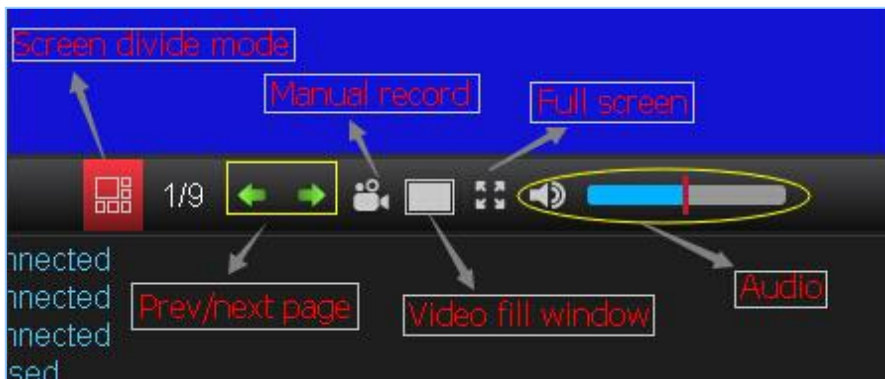 Screen divide mode
Manual record
Full screen
1/9
nnected
nnected
Prev/next page
Video fill window
Audio
nnected
sed